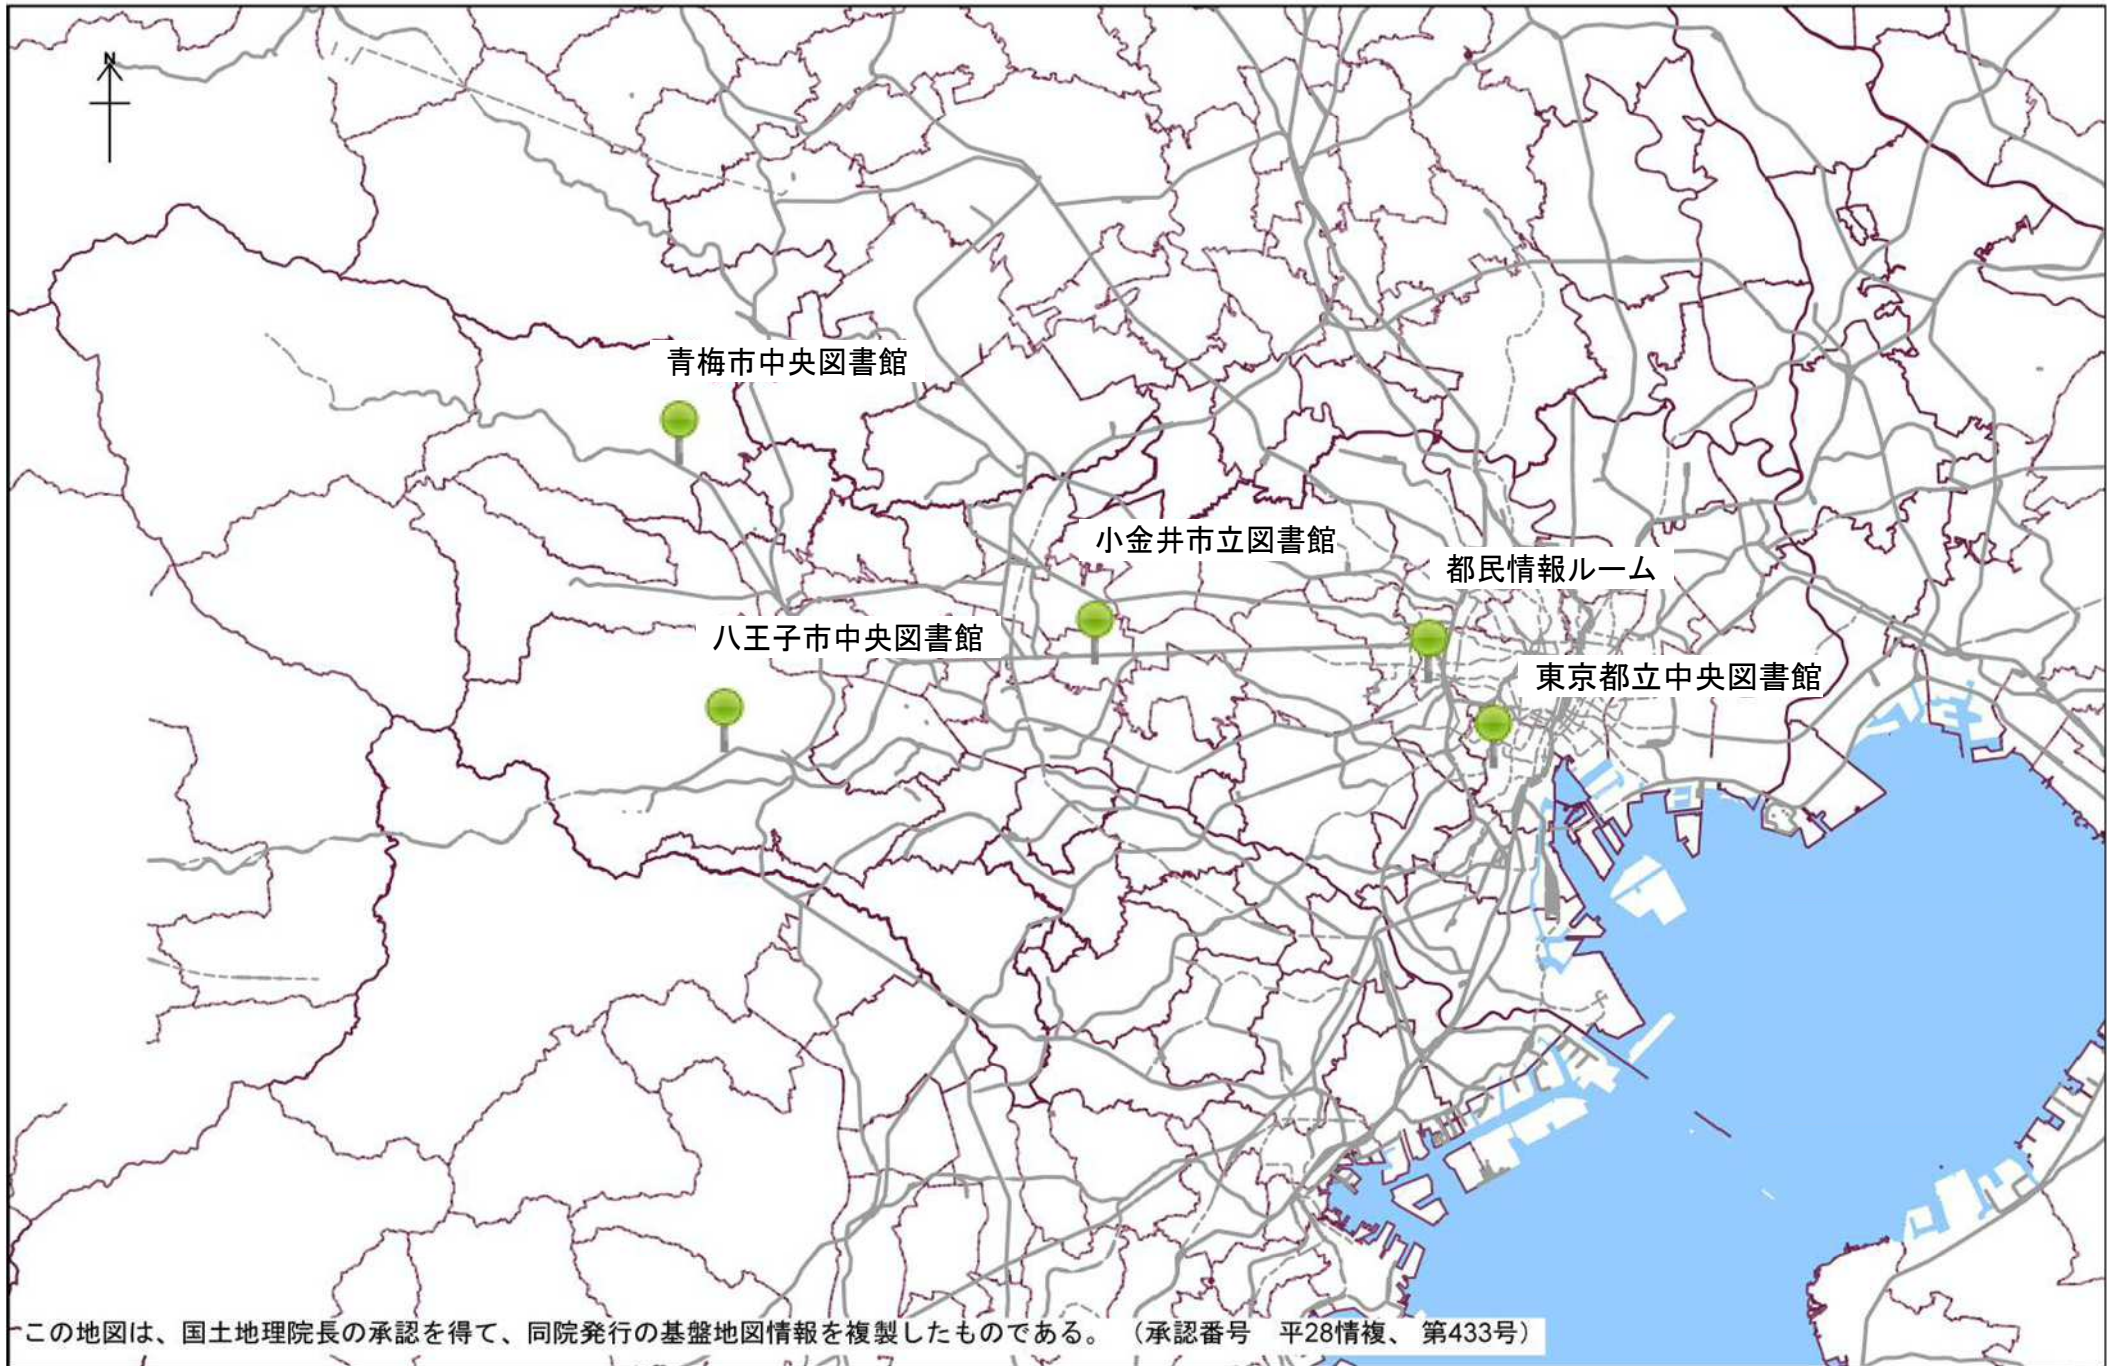 N
青梅市中央図書館
小金井市立図書館
都民情報ルーム
八王子市中央図書館
東京都立中央図書館
この地図は、国土地理院長の承認を得て、同院発行の基盤地図情報を複製したものである。 （承認番号　平28情複、 第433号）